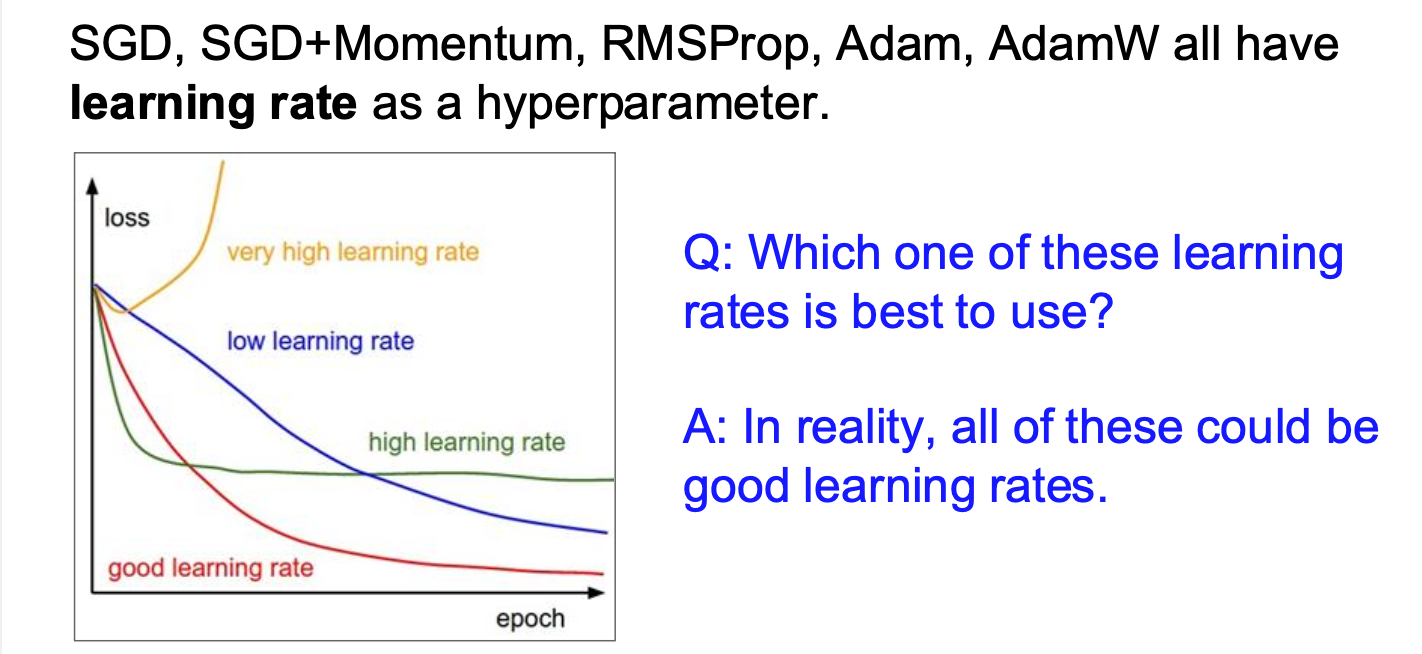 SGD, SGD+Momentum, RMSProp, Adam, AdamW all have
learning rate as a hyperparameter.
loss
very high learning rate
low learning rate
high learning rate
good learning rate
epoch
Q: Which one of these learning
rates is best to use?
A: In reality, all of these could be
good learning rates.